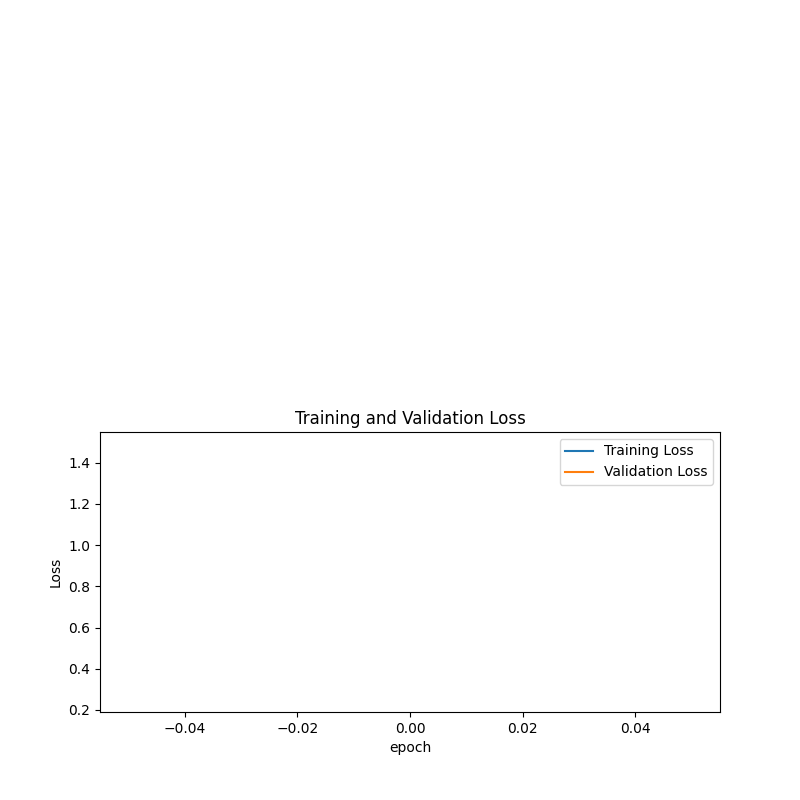 Training and Validation Loss
Training Loss
Validation Loss
1.4
1.2
1.0
0.8
0.6
0.4
0.2
Loss
−0.04 −0.02 0.00 0.02 0.04
epoch